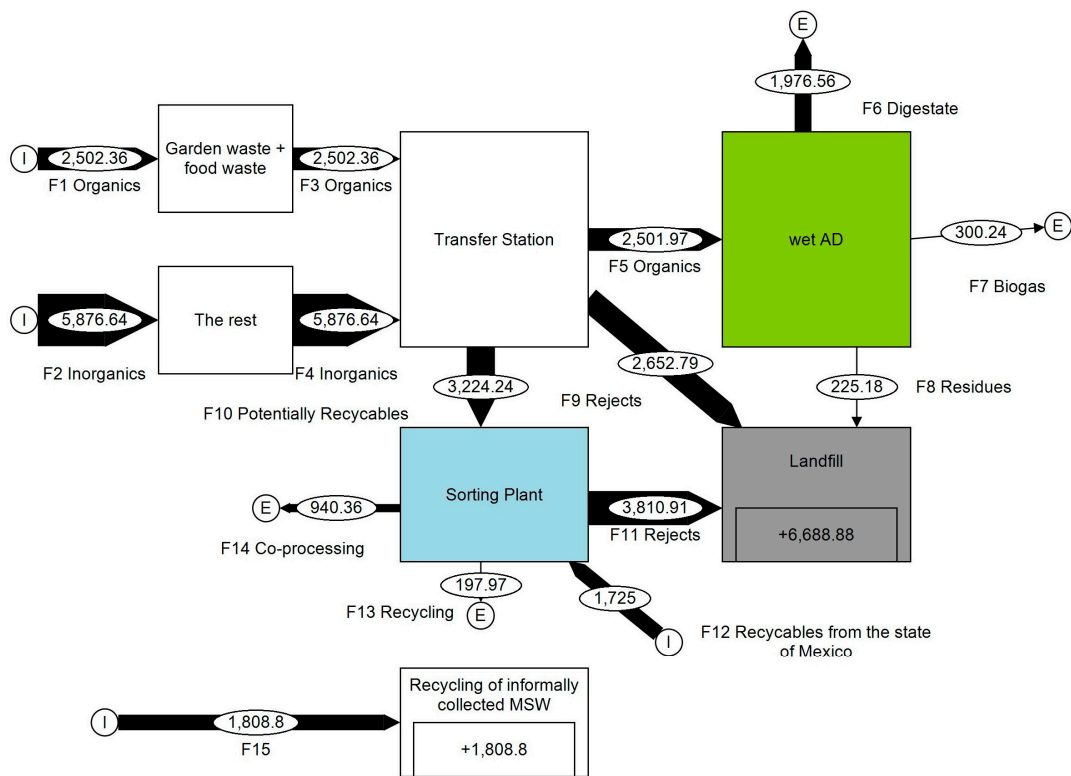 E
1,976.56
F6 Digestate
Garden waste +
food waste
I
2,502.36
2,502.36
F1 Organics
F3 Organics
Transfer Station
2,501.97
F5 Organics
wet AD
300.24
E
F7 Biogas
I
5,876.64
The rest
5,876.64
F2 Inorganics
F4 Inorganics
2,652.79
3,224.24
225.18
F8 Residues
F9 Rejects
F10 Potentially Recycables
Landfill
Sorting Plant
E
940.36
3,810.91
+6,688.88
F11 Rejects
F14 Co-processing
197.97
1,725
F13 Recycling
E
I
F12 Recycables from the state
of Mexico
Recycling of informally
collected MSW
I
1,808.8
F15
+1,808.8